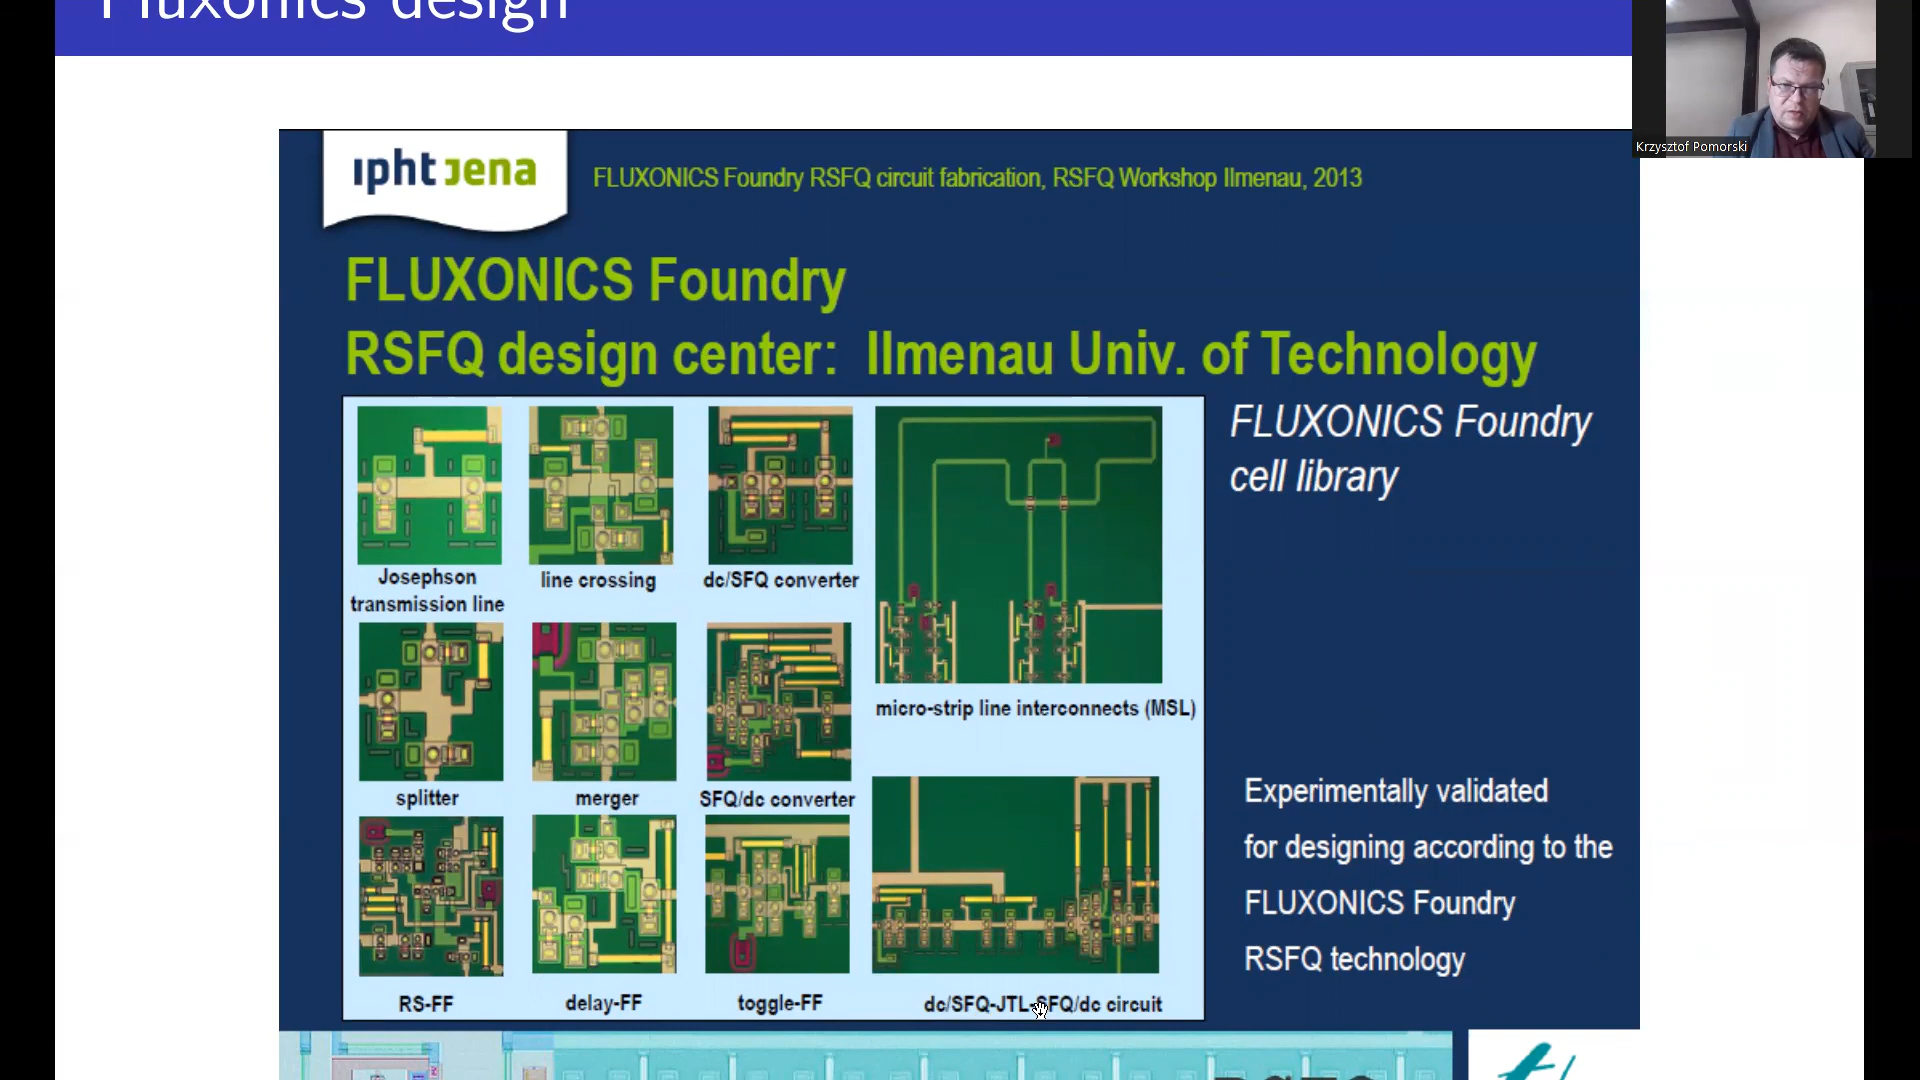 Fluxonics design
Krzysztof Pomorski
ipht jena
FLUXONICS Foundry RSFQ circuit fabrication, RSFQ Workshop Ilmenau, 2013
FLUXONICS Foundry
RSFQ design center: Ilmenau Univ. of Technology
FLUXONICS Foundry
cell library
Josephson
transmission line
line crossing
dc/SFQ converter
micro-strip line interconnects (MSL)
splitter
merger
SFQ/dc converter
Experimentally validated
for designing according to the
FLUXONICS Foundry
RSFQ technology
RS-FF
delay-FF
toggle-FF
dc/SFQ-JTL-SFQ/dc circuit